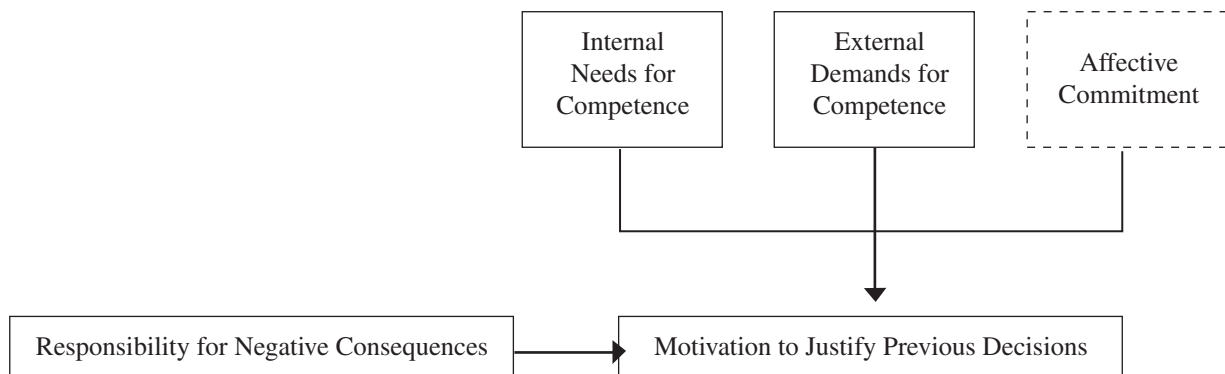 Internal
Needs for
Competence
External
Demands for
Competence
Affective
Commitment
Responsibility for Negative Consequences
Motivation to Justify Previous Decisions